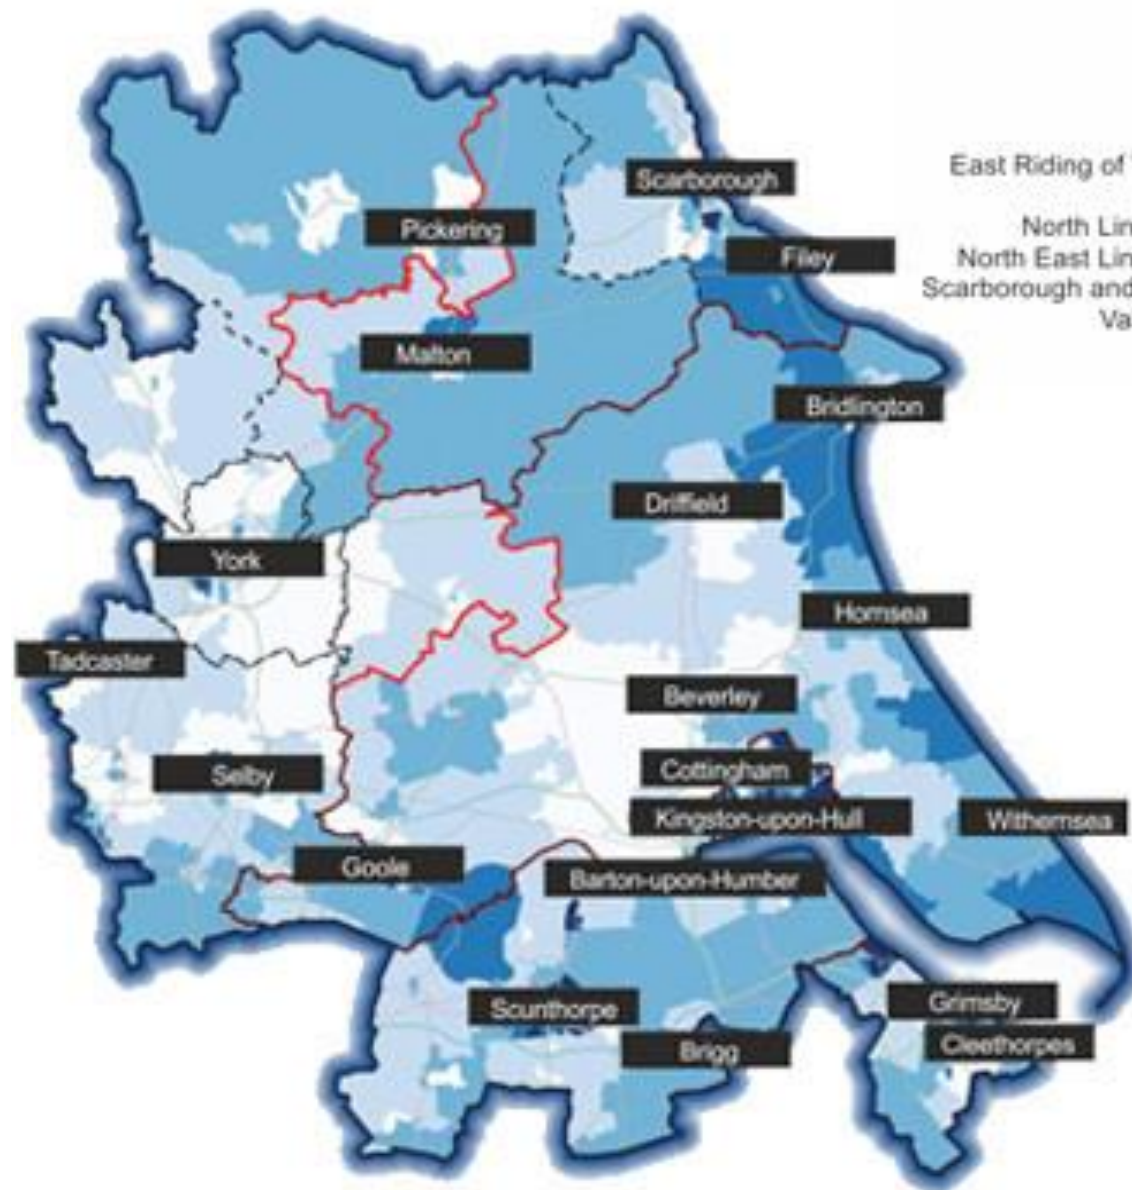 Scarborough
East Riding of
Pickering
North Lin
Filey
North East Lin
Scarborough and
Va
Malton
Bridlington
Driffield
York
Hornsea
Tadcaster
Beverley
Selby
Cottingham
Kingston-upon-Hull
Withernsea
Goole
Barton-upon-Humber
Scunthorpe
Grimsby
Brigg
Cleethorpes